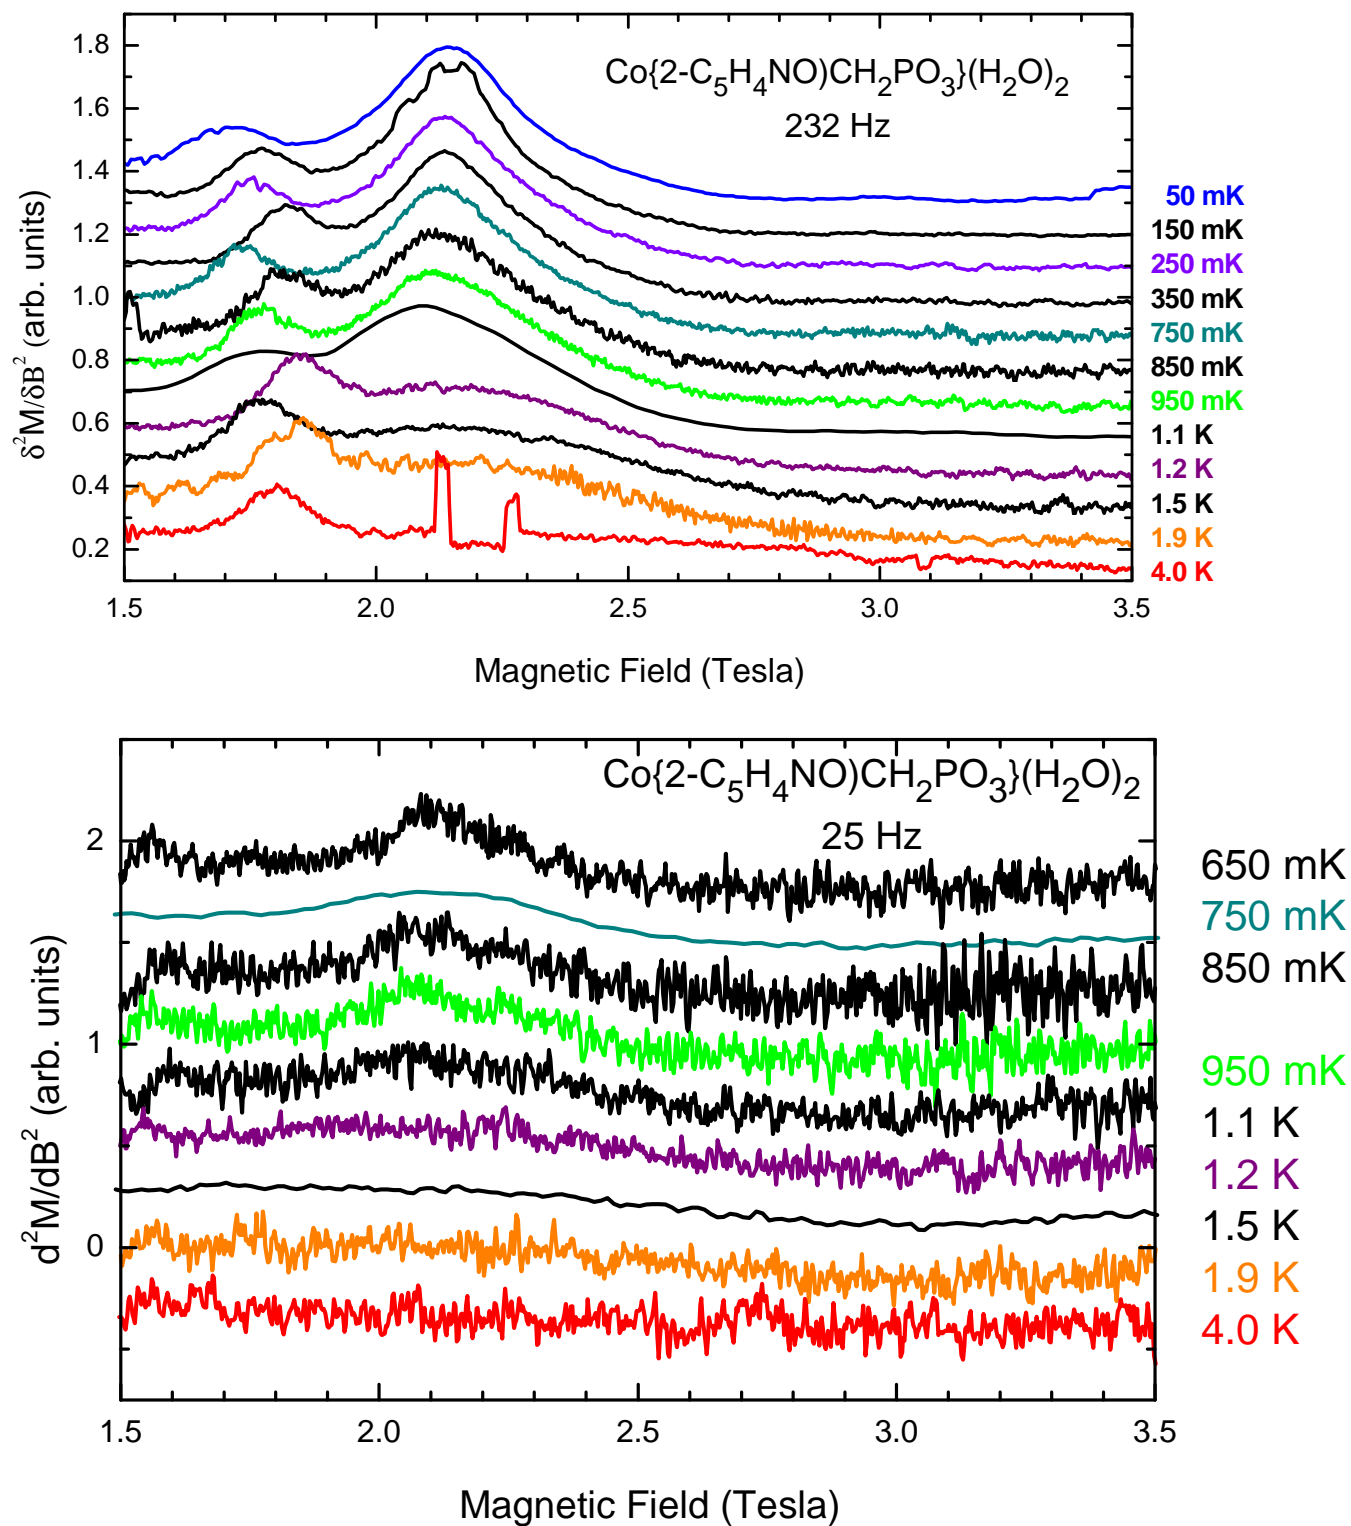 Co{2-C5H4NO)CH2PO3}(H2O)2
232 Hz
δ²M/δB² (arb. units)
1.8
1.6
1.4
1.2
1.0
0.8
0.6
0.4
0.2
50 mK
150 mK
250 mK
350 mK
750 mK
850 mK
950 mK
1.1 K
1.2 K
1.5 K
1.9 K
4.0 K
1.5 2.0 2.5 3.0 3.5
Magnetic Field (Tesla)
Co{2-C5H4NO)CH2PO3}(H2O)2
25 Hz
d²M/dB² (arb. units)
2
1
0
650 mK
750 mK
850 mK
950 mK
1.1 K
1.2 K
1.5 K
1.9 K
4.0 K
1.5 2.0 2.5 3.0 3.5
Magnetic Field (Tesla)